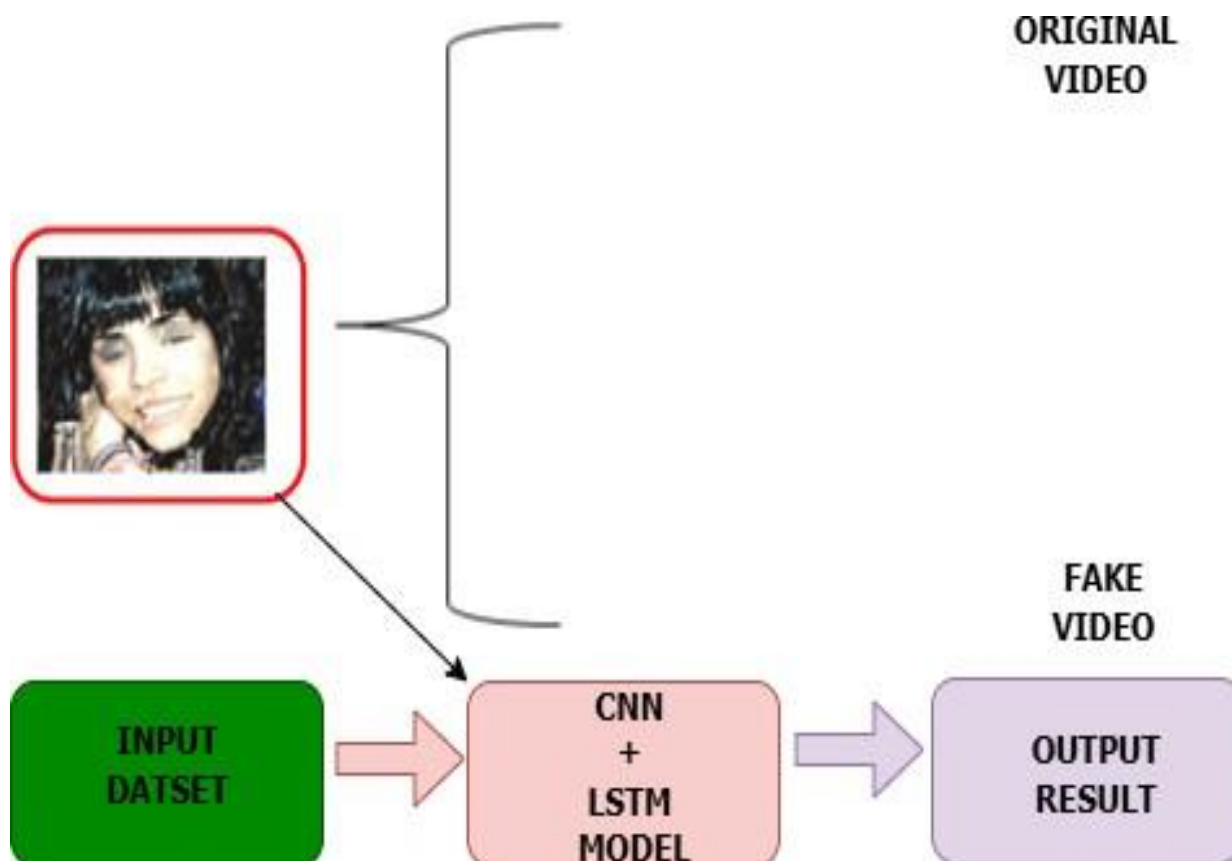 ORIGINAL
VIDEO
FAKE
VIDEO
INPUT
DATSET
CNN
+
LSTM
MODEL
OUTPUT
RESULT